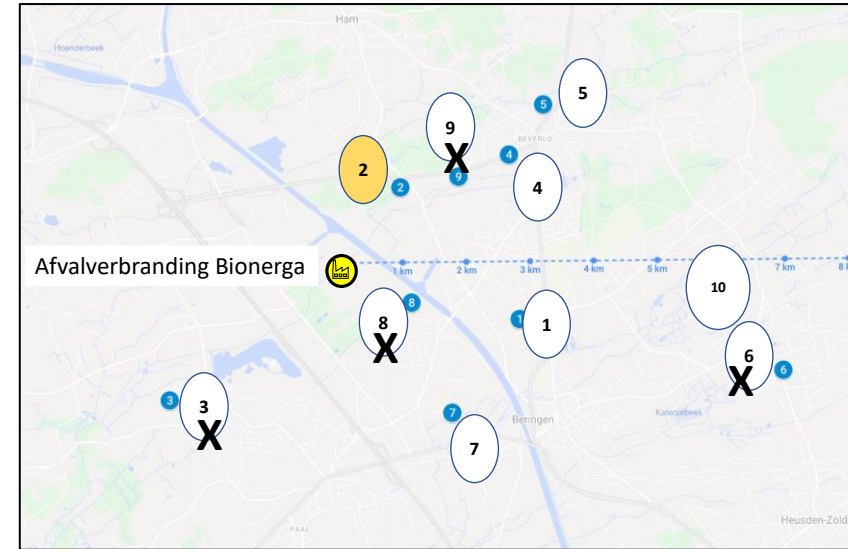 Ham
Hoenderbeek
5
5
9
BEVERLO
4
2
9
2
4
X
Afvalverbranding Bionerga
1 km
2 km
3 km
4 km
5 km
7 km
8
10
8
8
1
1
X
6
6
X
3
3
X
7
Beringen
Katerssebeek
7
PAAL
Heusden-Zold